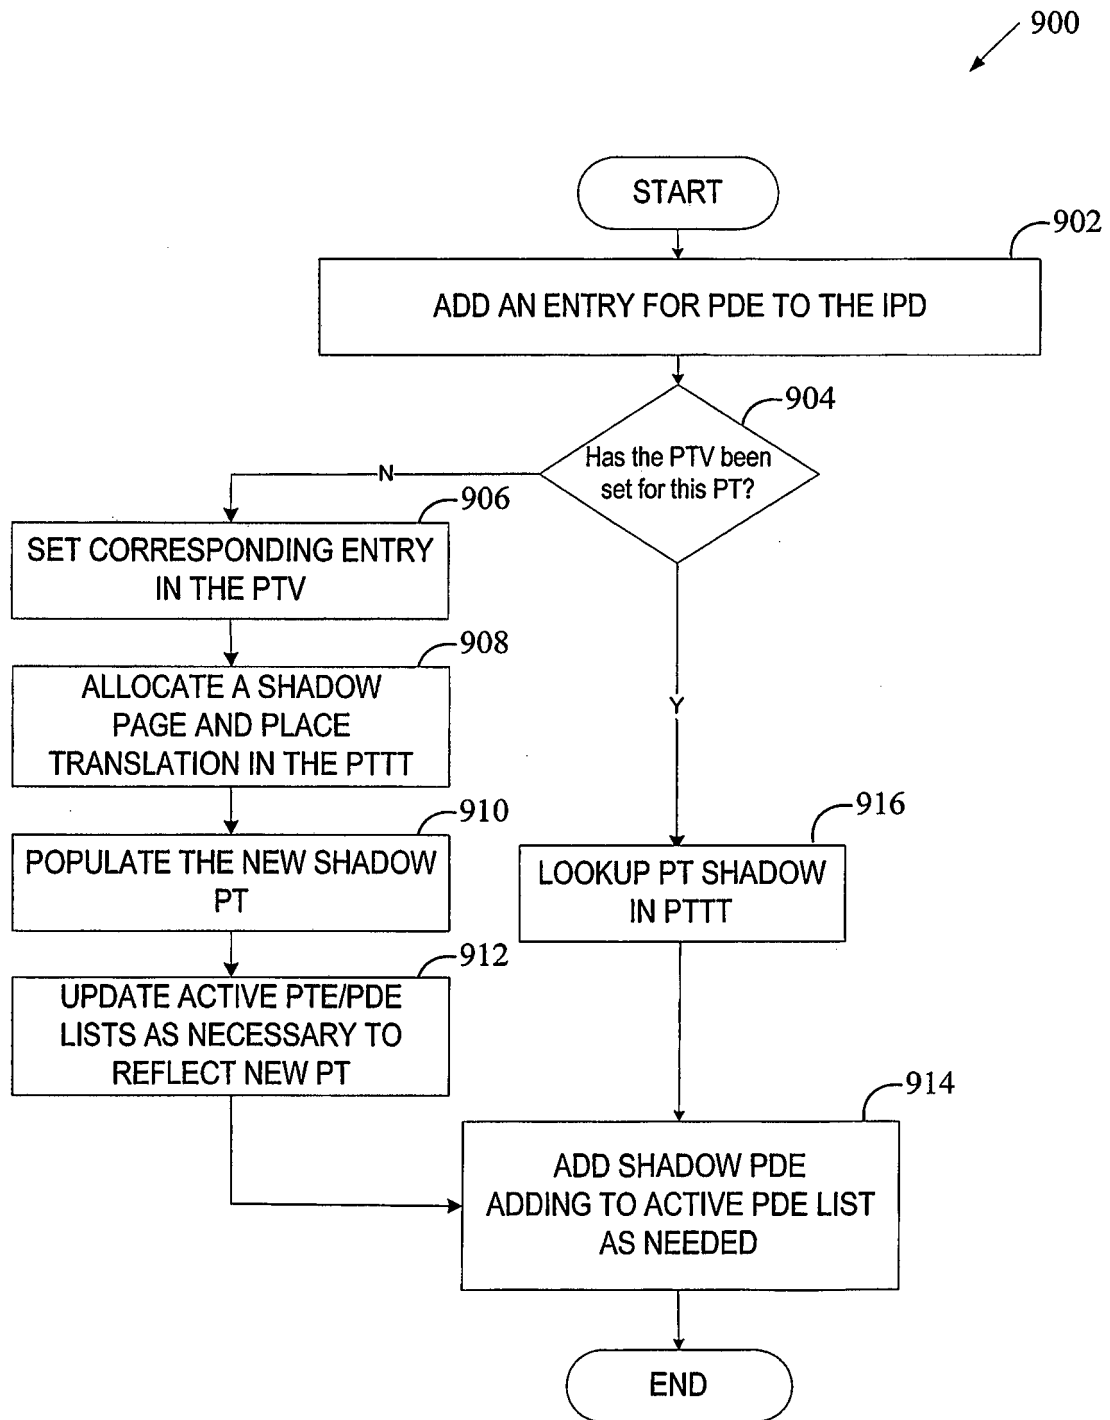 900
START
902
ADD AN ENTRY FOR PDE TO THE IPD
904
Has the PTV been
set for this PT?
N
906
SET CORRESPONDING ENTRY
IN THE PTV
908
ALLOCATE A SHADOW
PAGE AND PLACE
TRANSLATION IN THE PTTT
Y
910
POPULATE THE NEW SHADOW
PT
916
LOOKUP PT SHADOW
IN PTTT
912
UPDATE ACTIVE PTE/PDE
LISTS AS NECESSARY TO
REFLECT NEW PT
914
ADD SHADOW PDE
ADDING TO ACTIVE PDE LIST
AS NEEDED
END